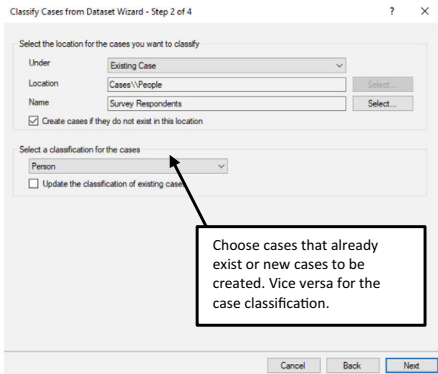 Classify Cases from Dataset Wizard - Step 2 of 4 ? ×
Select the location for the cases you want to classify
Under Existing Case
Location Cases\\People Select...
Name Survey Respondents Select...
Create cases if they do not exist in this location
Select a classification for the cases
Person
Update the classification of existing cases
Choose cases that already
exist or new cases to be
created. Vice versa for the
case classification.
Cancel Back Next